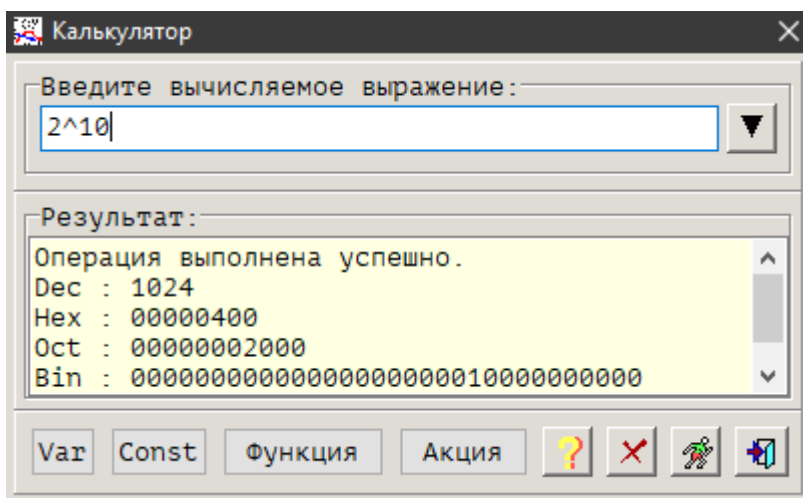 Калькулятор
Введите вычисляемое выражение:
2^10
Результат:
Операция выполнена успешно.
Dec : 1024
Hex : 00000400
Oct : 00000002000
Bin : 00000000000000000000010000000000
Var Const Функция Акция